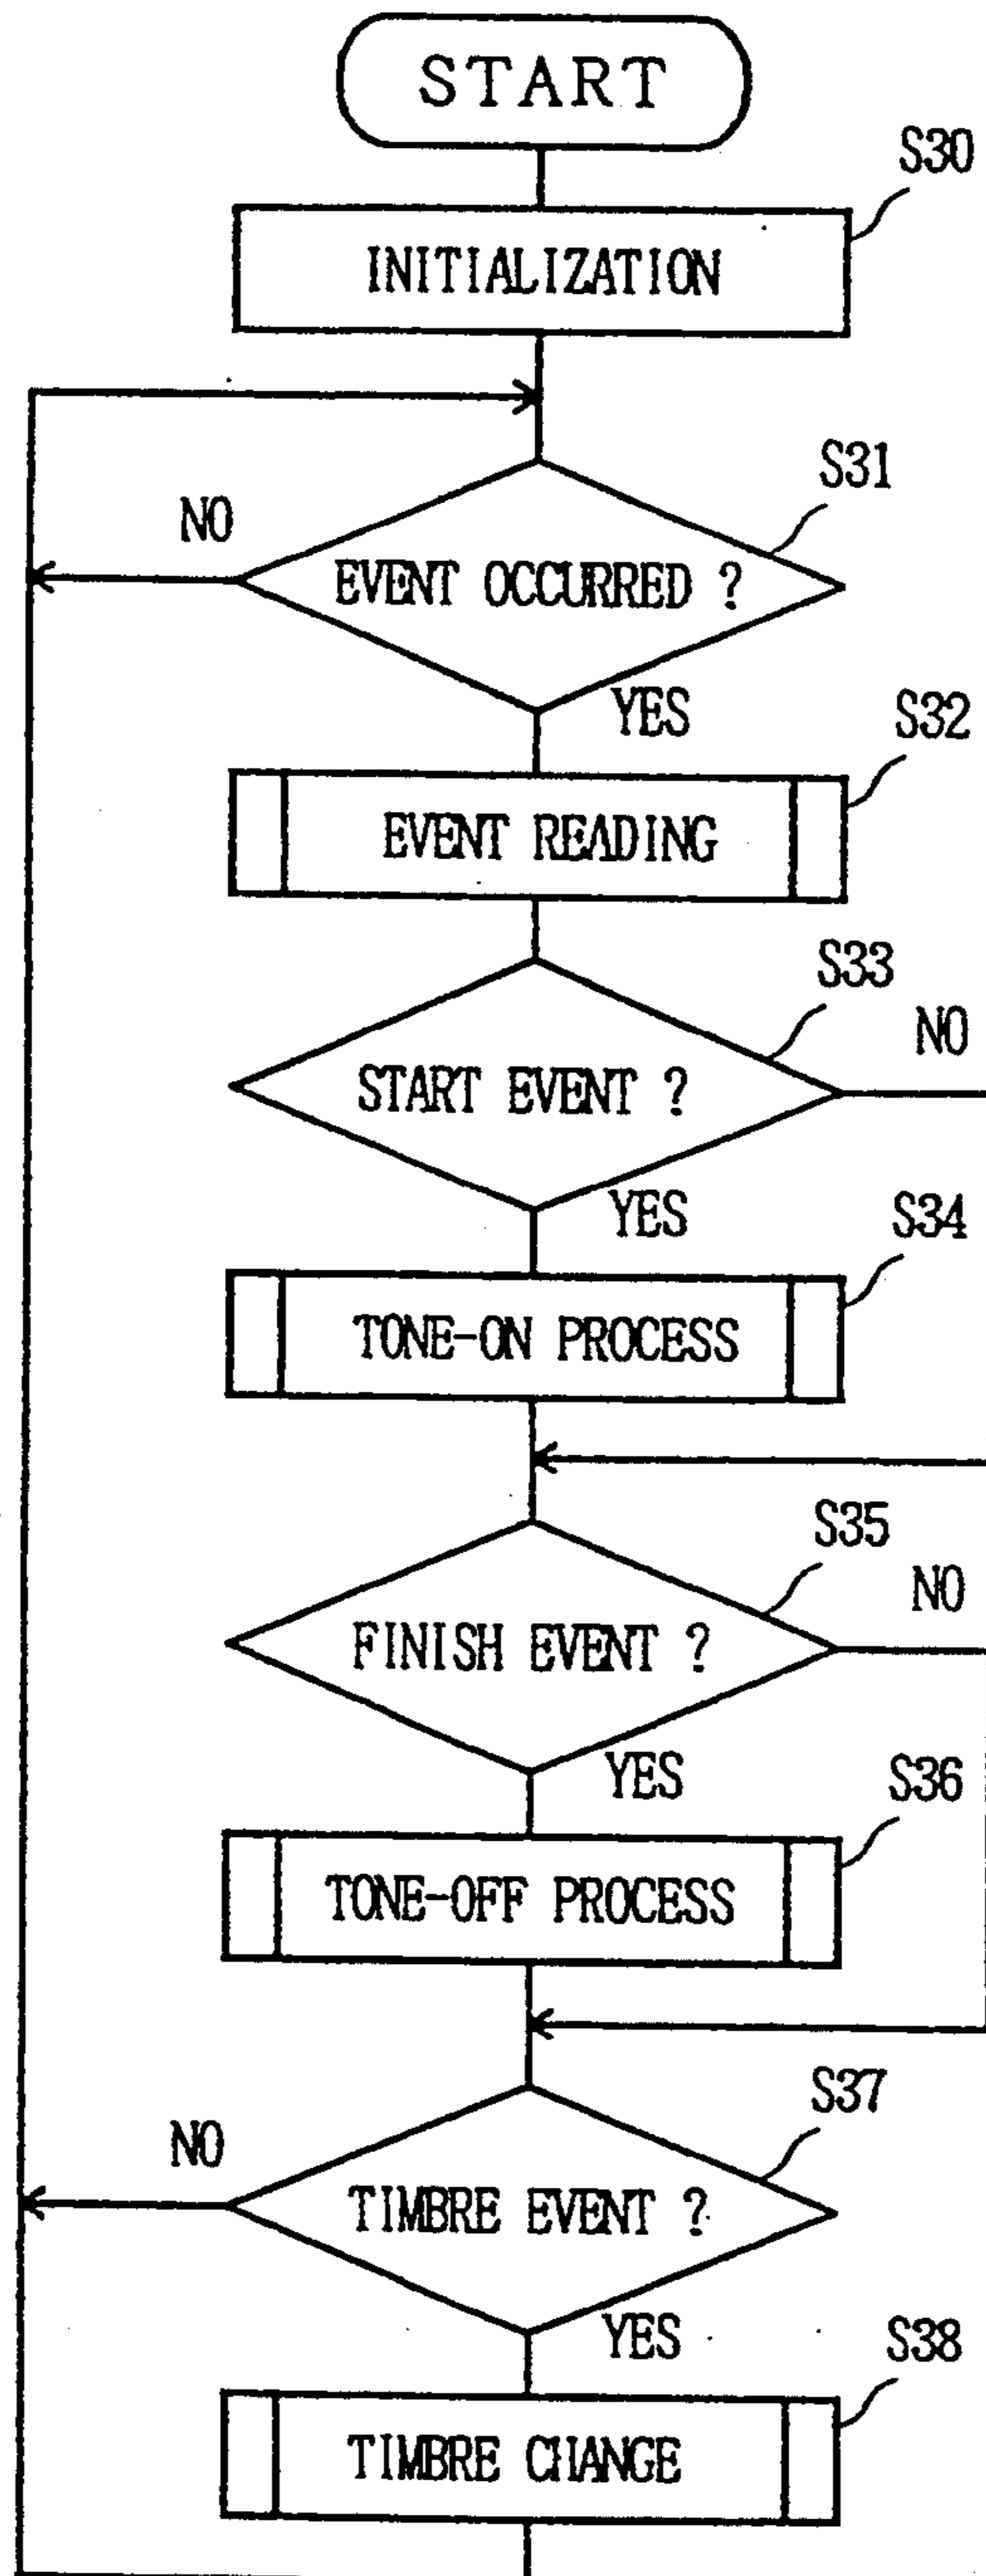 START
S30
INITIALIZATION
S31
NO
EVENT OCCURRED ?
YES
S32
EVENT READING
S33
NO
START EVENT ?
YES
S34
TONE-ON PROCESS
S35
NO
FINISH EVENT ?
YES
S36
TONE-OFF PROCESS
S37
NO
TIMBRE EVENT ?
YES
S38
TIMBRE CHANGE